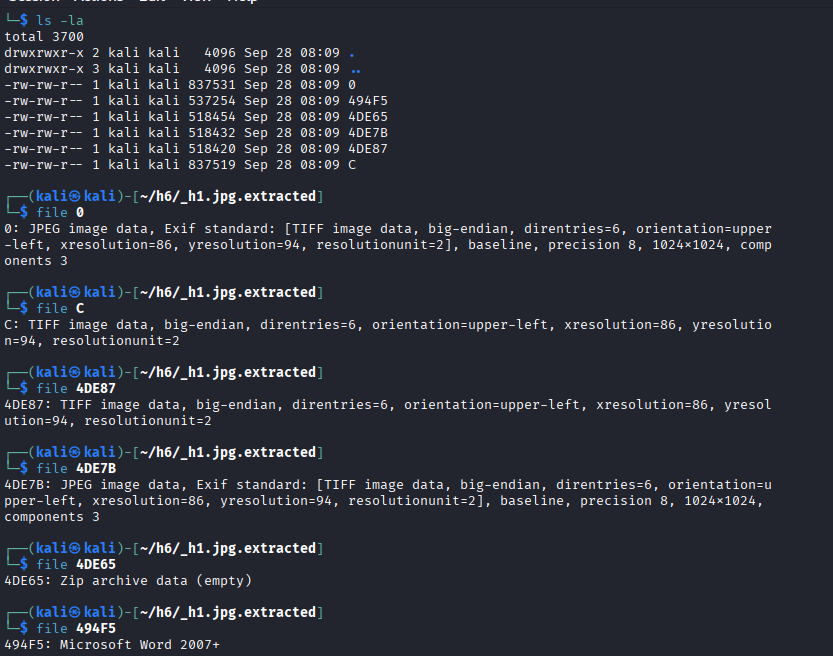 └─$ ls -la
total 3700
drwxrwxr-x 2 kali kali   4096 Sep 28 08:09 .
drwxrwxr-x 3 kali kali   4096 Sep 28 08:09 ..
-rw-rw-r-- 1 kali kali 837531 Sep 28 08:09 0
-rw-rw-r-- 1 kali kali 537254 Sep 28 08:09 494F5
-rw-rw-r-- 1 kali kali 518454 Sep 28 08:09 4DE65
-rw-rw-r-- 1 kali kali 518432 Sep 28 08:09 4DE7B
-rw-rw-r-- 1 kali kali 518420 Sep 28 08:09 4DE87
-rw-rw-r-- 1 kali kali 837519 Sep 28 08:09 C
┌──(kali㉿kali)-[~/h6/_h1.jpg.extracted]
└─$ file 0
0: JPEG image data, Exif standard: [TIFF image data, big-endian, direntries=6, orientation=upper
-left, xresolution=86, yresolution=94, resolutionunit=2], baseline, precision 8, 1024×1024, comp
onents 3
┌──(kali㉿kali)-[~/h6/_h1.jpg.extracted]
└─$ file C
C: TIFF image data, big-endian, direntries=6, orientation=upper-left, xresolution=86, yresolutio
n=94, resolutionunit=2
┌──(kali㉿kali)-[~/h6/_h1.jpg.extracted]
└─$ file 4DE87
4DE87: TIFF image data, big-endian, direntries=6, orientation=upper-left, xresolution=86, yresol
ution=94, resolutionunit=2
┌──(kali㉿kali)-[~/h6/_h1.jpg.extracted]
└─$ file 4DE7B
4DE7B: JPEG image data, Exif standard: [TIFF image data, big-endian, direntries=6, orientation=u
pper-left, xresolution=86, yresolution=94, resolutionunit=2], baseline, precision 8, 1024×1024,
components 3
┌──(kali㉿kali)-[~/h6/_h1.jpg.extracted]
└─$ file 4DE65
4DE65: Zip archive data (empty)
┌──(kali㉿kali)-[~/h6/_h1.jpg.extracted]
└─$ file 494F5
494F5: Microsoft Word 2007+